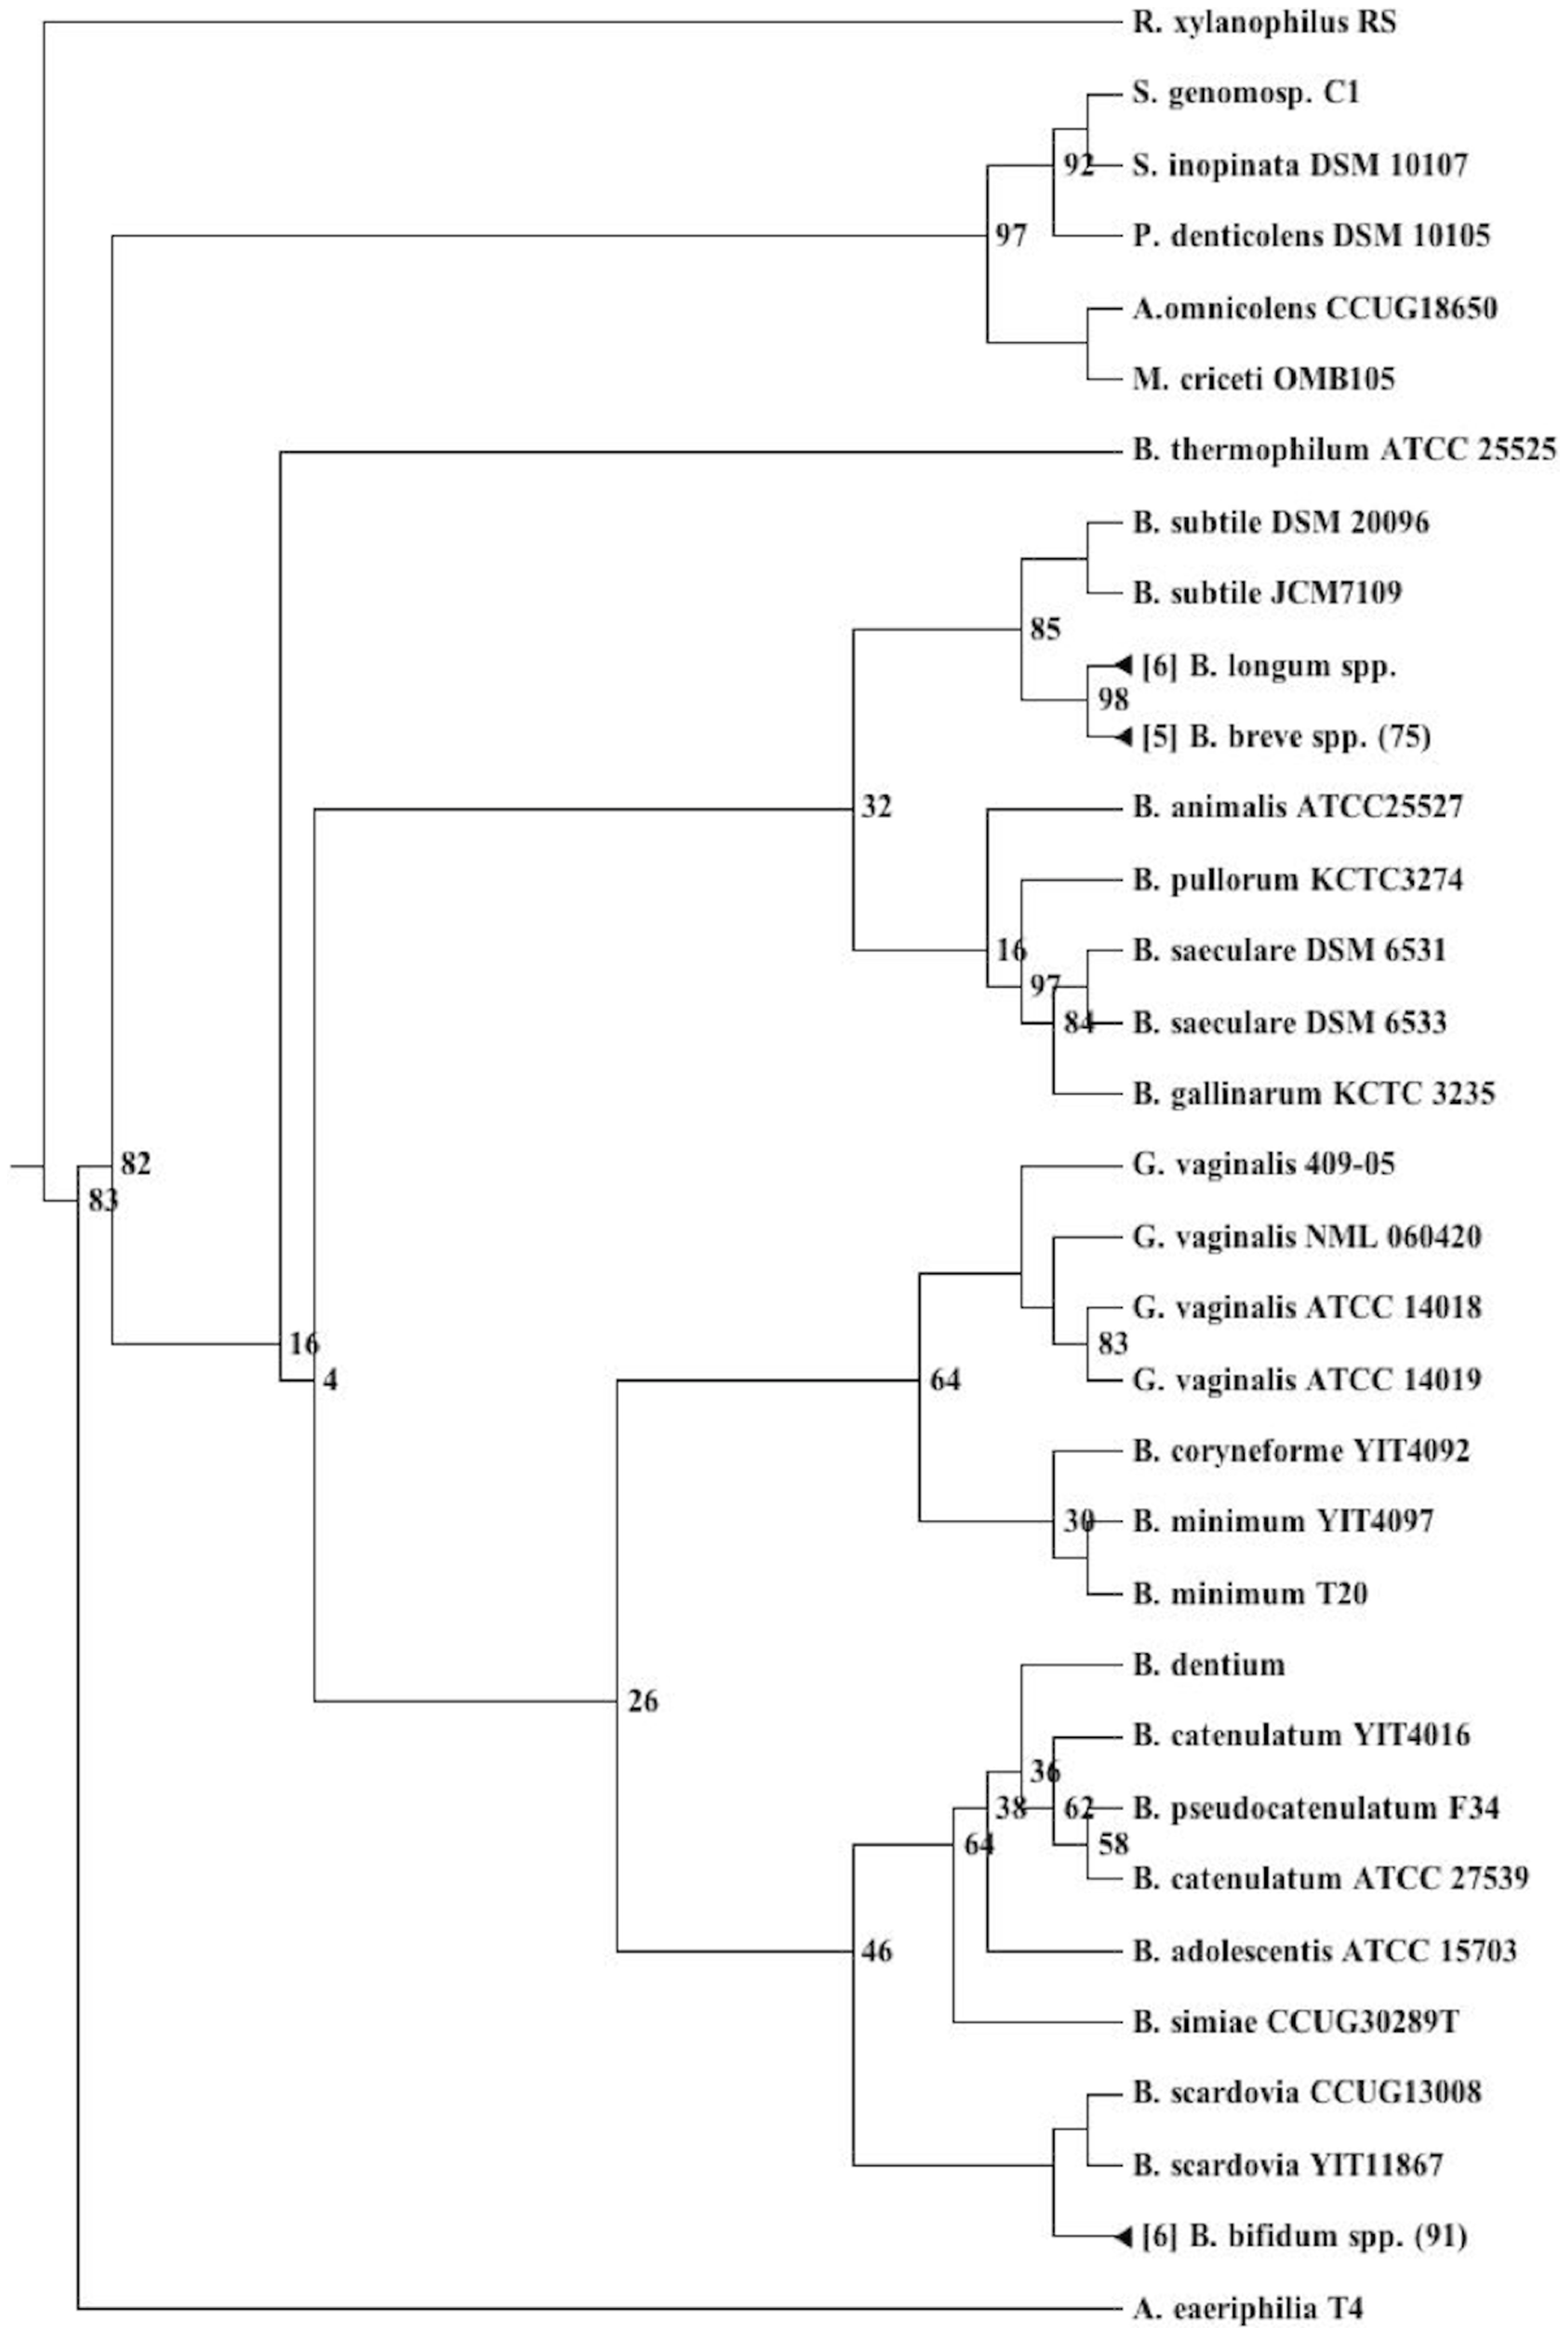 R. xylanophilus RS
S. genomosp. C1
92 S. inopinata DSM 10107
97 P. denticolens DSM 10105
A.omnicolens CCUG18650
M. criceti OMB105
B. thermophilum ATCC 25525
B. subtile DSM 20096
B. subtile JCM7109
85
[6] B. longum spp.
98
[5] B. breve spp. (75)
32 B. animalis ATCC25527
B. pullorum KCTC3274
16 B. saeculare DSM 6531
97
84 B. saeculare DSM 6533
B. gallinarum KCTC 3235
82 G. vaginalis 409-05
83
G. vaginalis NML 060420
G. vaginalis ATCC 14018
16 83
4 64 G. vaginalis ATCC 14019
B. coryneforme YIT4092
30 B. minimum YIT4097
B. minimum T20
B. dentium
26
B. catenulatum YIT4016
36
38 62 B. pseudocatenulatum F34
64 58
B. catenulatum ATCC 27539
46 B. adolescentis ATCC 15703
B. simiae CCUG30289T
B. scardovia CCUG13008
B. scardovia YIT11867
[6] B. bifidum spp. (91)
A. eaeriphilia T4